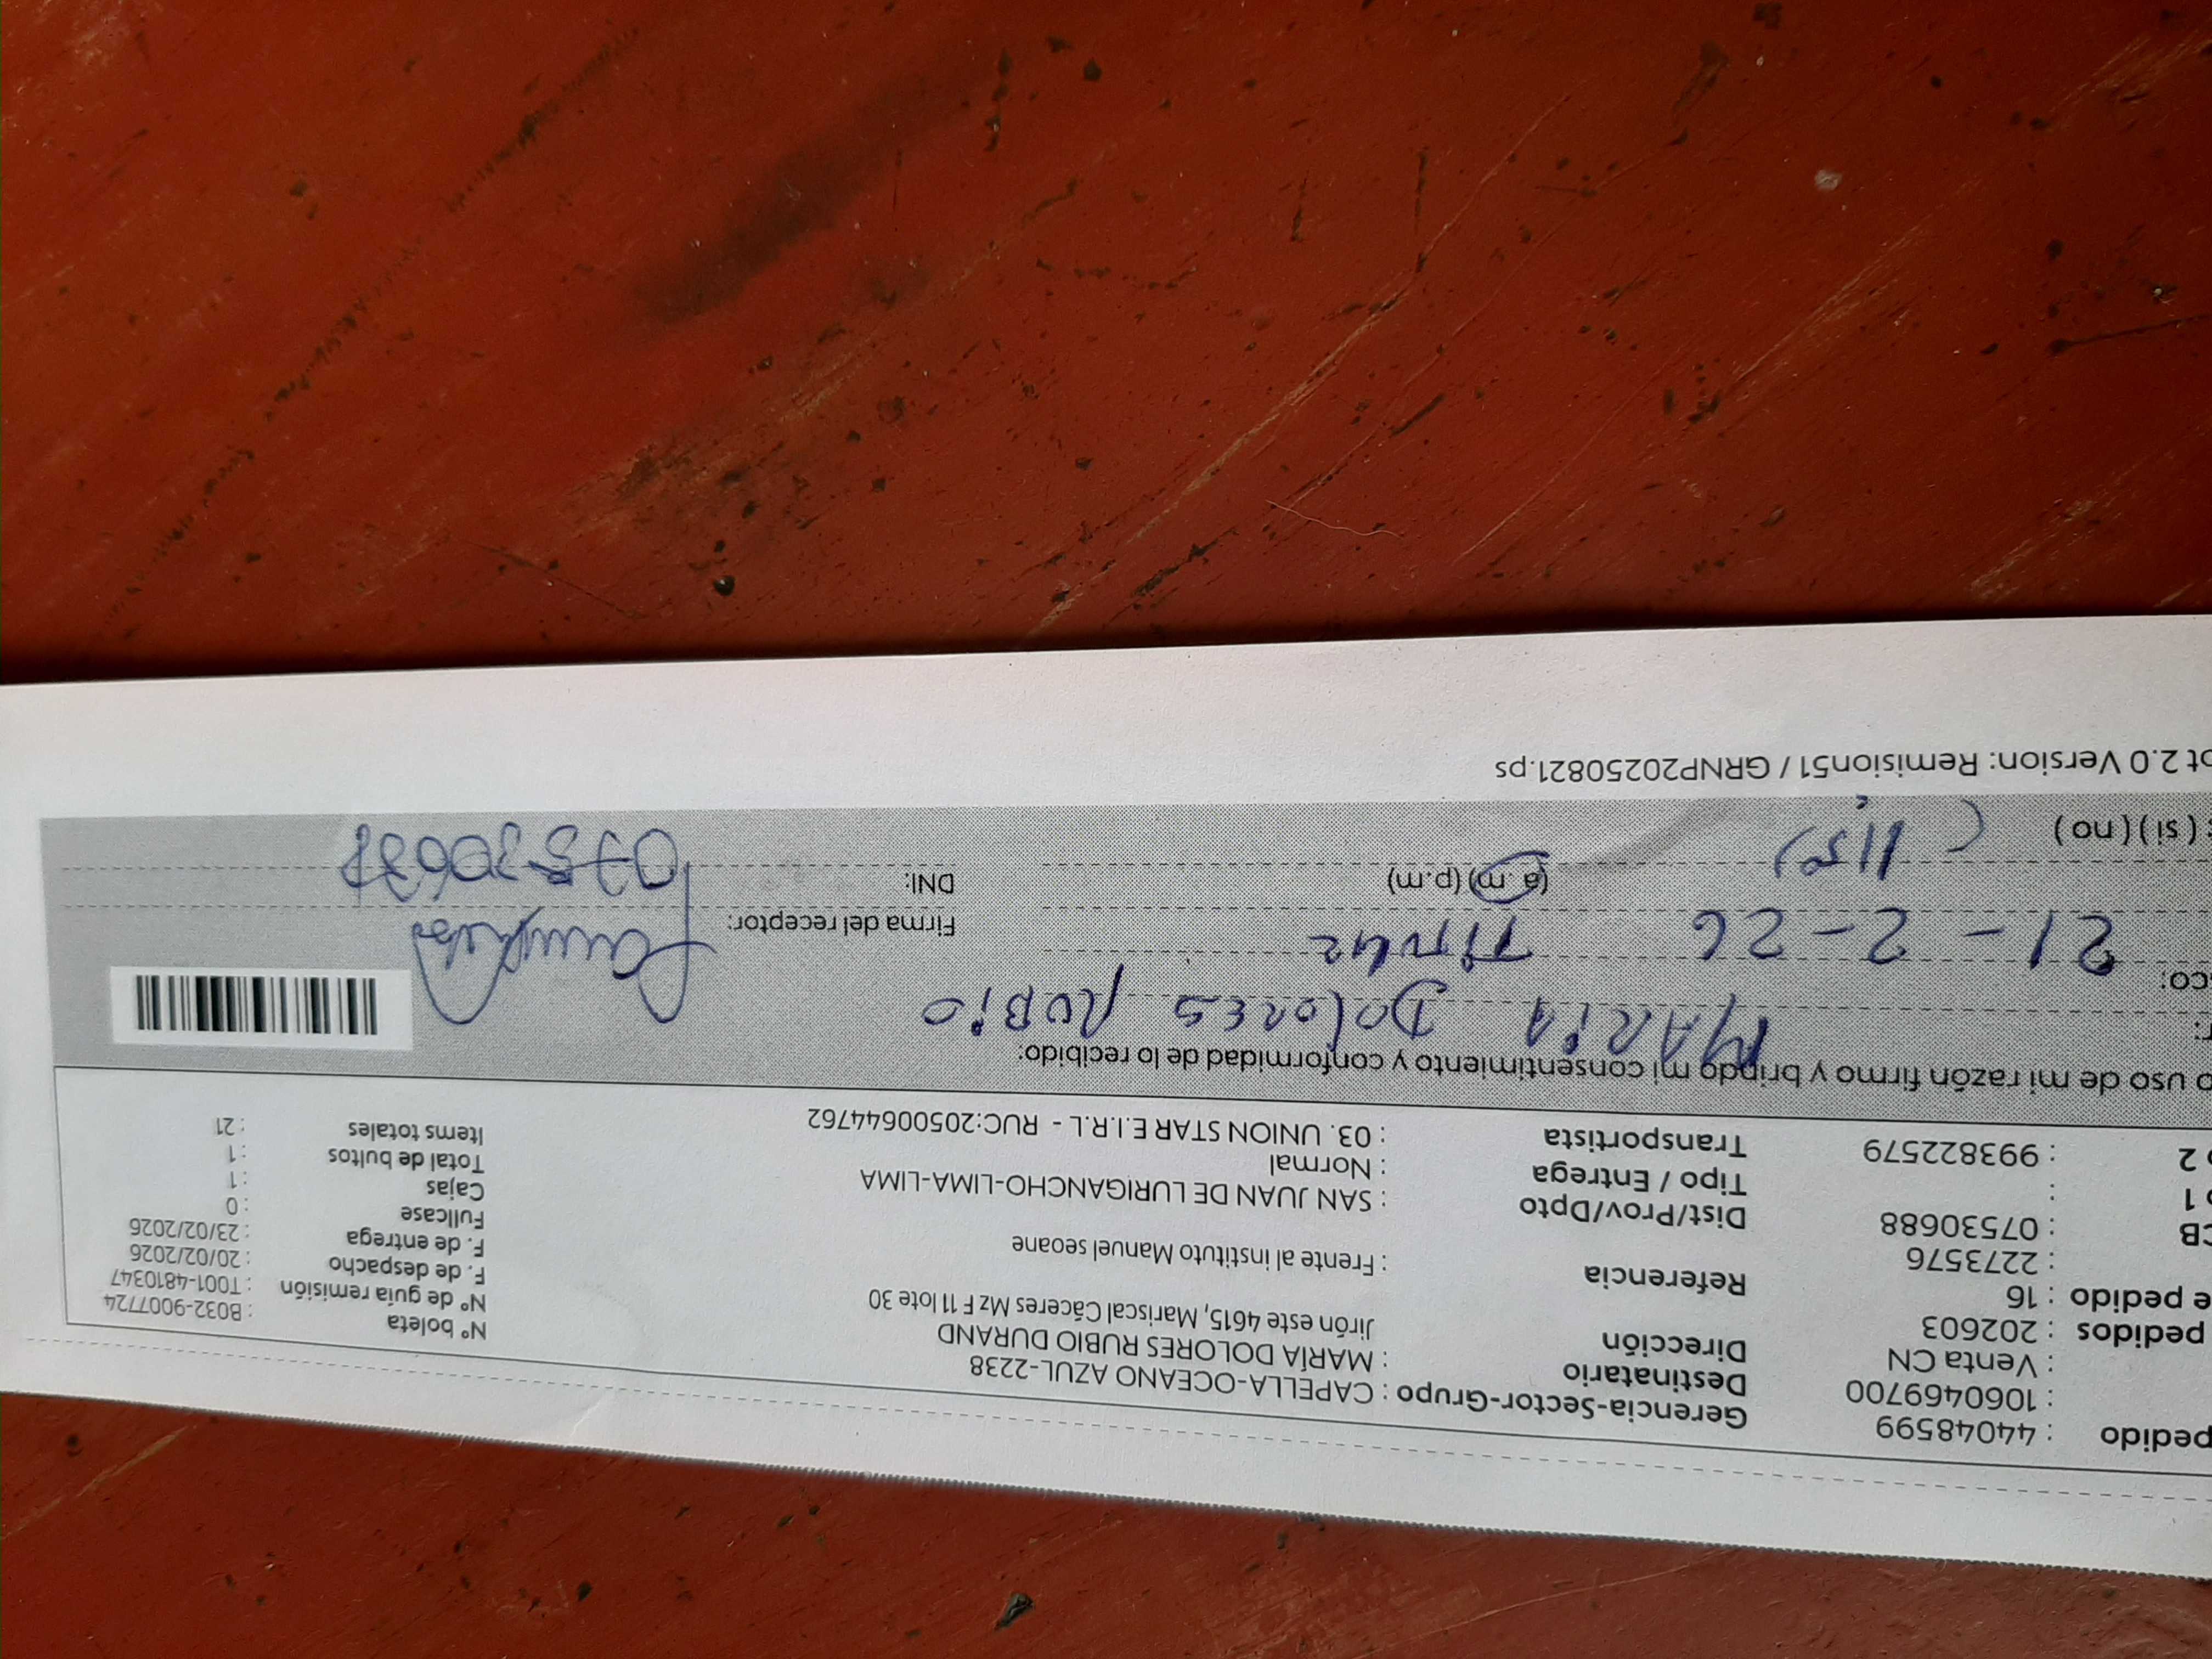 pedido : 44048599
: 1060469700
: Venta CN
pedidos : 202603
e pedido : 16
: 2273576
CB : 07530688
o 1 :
o 2 : 993822579
Gerencia-Sector-Grupo : CAPELLA-OCEANO AZUL-2238
Destinatario : MARÍA DOLORES RUBIO DURAND
Dirección Jirón este 4615, Mariscal Cáceres Mz F 11 lote 30
Referencia : Frente al instituto Manuel seoane
Dist/Prov/Dpto : SAN JUAN DE LURIGANCHO-LIMA-LIMA
Tipo / Entrega : Normal
Transportista : 03. UNION STAR E.I.R.L - RUC:20500644762
Nº boleta : B032-9007724
Nº de guía remisión : T001-4810347
F. de despacho : 20/02/2026
F. de entrega : 23/02/2026
Fullcase : 0
Cajas : 1
Total de bultos : 1
Items totales : 21
o uso de mi razón firmo y brindo mi consentimiento y conformidad de lo recibido:
MARiA DOlORES RUBiO
co:
21-2-26 TiTULAR
Firma del receptor:
(a.m) (p.m)
DNI:
: ( si ) ( no )
ot 2.0 Version: Remision51 / GRNP20250821.ps